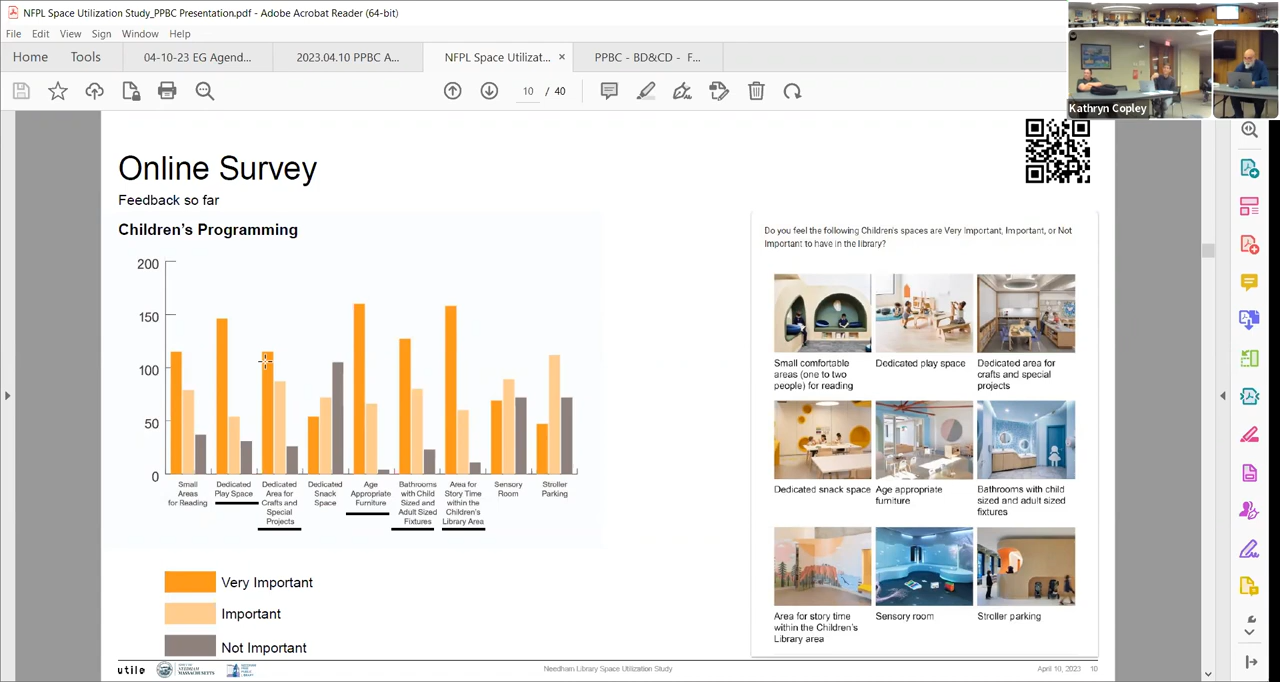 NFPL Space Utilization Study_PPBC Presentation.pdf - Adobe Acrobat Reader (64-bit)
File Edit View Sign Window Help
Home Tools 04-10-23 EG Agend... 2023.04.10 PPBC A... NFPL Space Utilizat... × PPBC - BD&CD - F...
10 / 40
Kathryn Copley
Online Survey
Feedback so far
Children's Programming
200
150
100
50
0
Small Areas for Reading
Dedicated Play Space
Dedicated Area for Crafts and Special Projects
Dedicated Snack Space
Age Appropriate Furniture
Bathrooms with Child Sized and Adult Sized Fixtures
Area for Story Time within the Children's Library Area
Sensory Room
Stroller Parking
Very Important
Important
Not Important
Do you feel the following Children's spaces are Very Important, Important, or Not
Important to have in the library?
Small comfortable
areas (one to two
people) for reading
Dedicated play space
Dedicated area for
crafts and special
projects
Dedicated snack space
Age appropriate
furniture
Bathrooms with child
sized and adult sized
fixtures
Area for story time
within the Children's
Library area
Sensory room
Stroller parking
utile
Needham Library Space Utilization Study
April 10, 2023 10